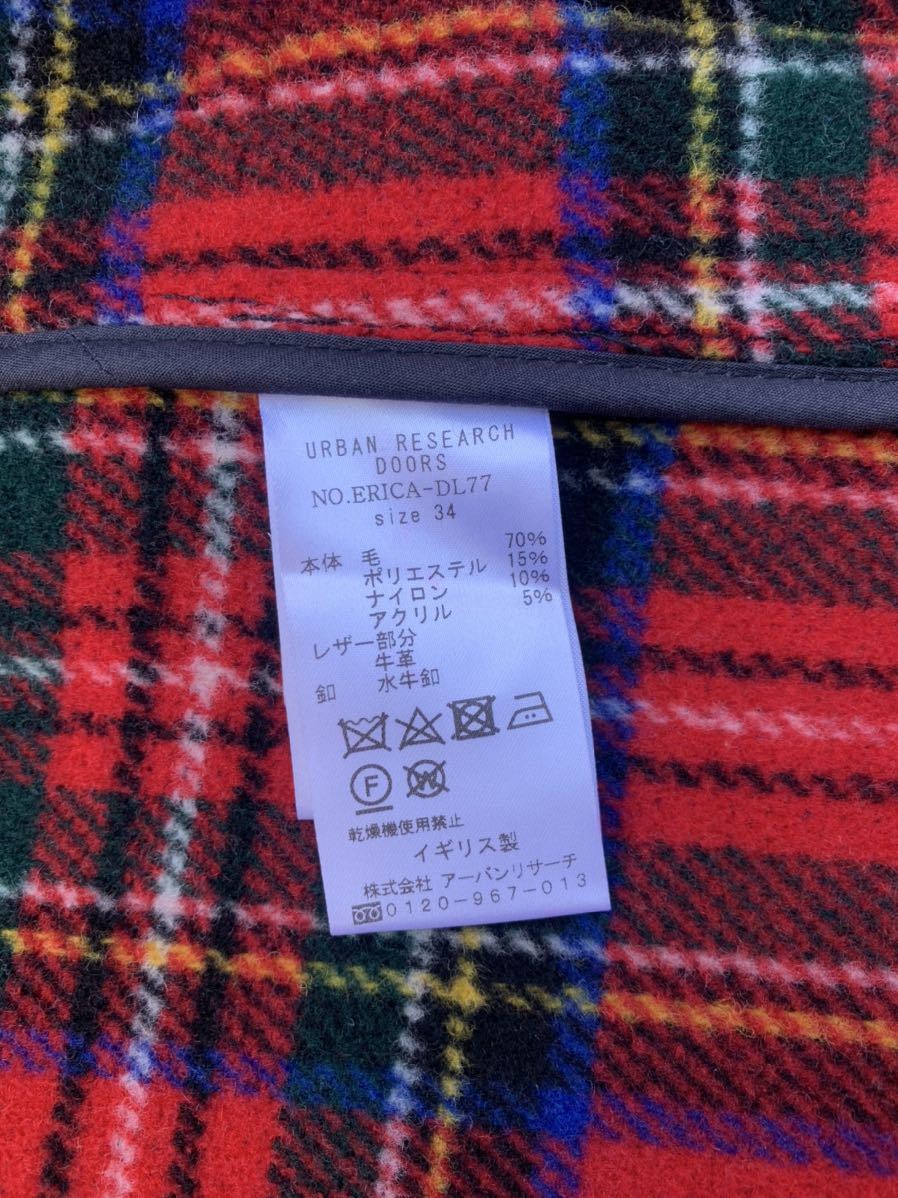 URBAN RESEARCH
DOORS
NO.ERICA-DL77
size 34
本体 毛 70%
ポリエステル 15%
ナイロン 10%
アクリル 5%
レザー部分
牛革
釦 水牛釦
F W
乾燥機使用禁止
イギリス製
株式会社 アーバンリサーチ
0120-967-013